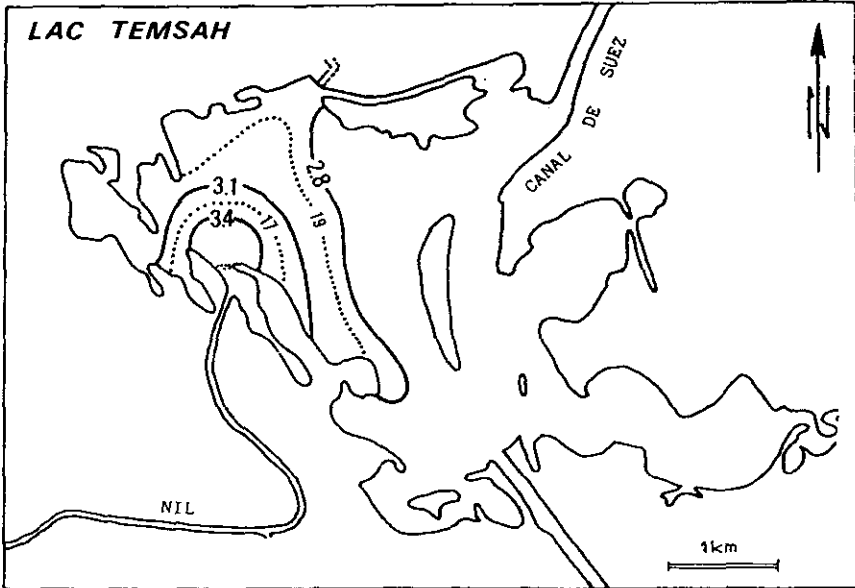 LAC TEMSAH
CANAL DE SUEZ
2.8
3.1
3.4
17
19
NIL
1km
N